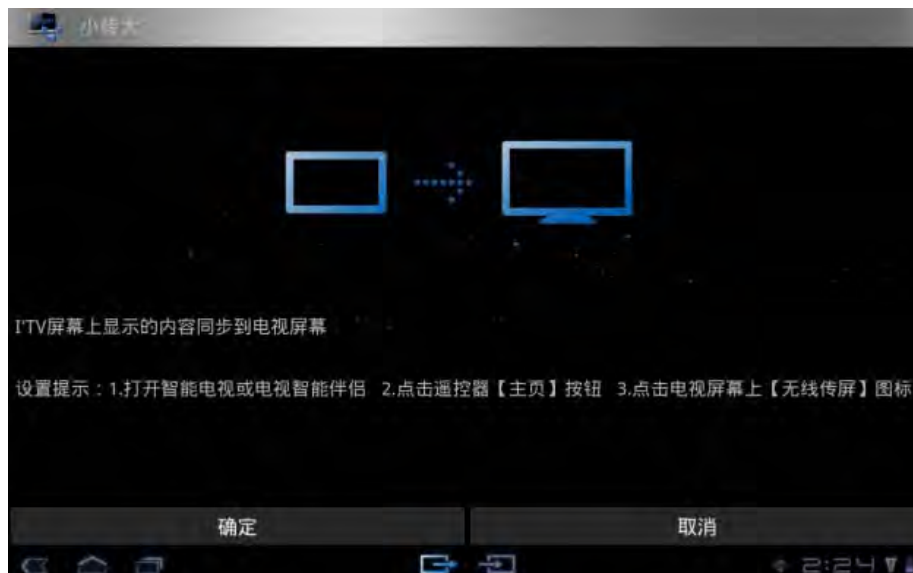 小传大
I'TV屏幕上显示的内容同步到电视屏幕
设置提示：1.打开智能电视或电视智能伴侣 2.点击遥控器【主页】按钮 3.点击电视屏幕上【无线传屏】图标
确定 取消
2:24